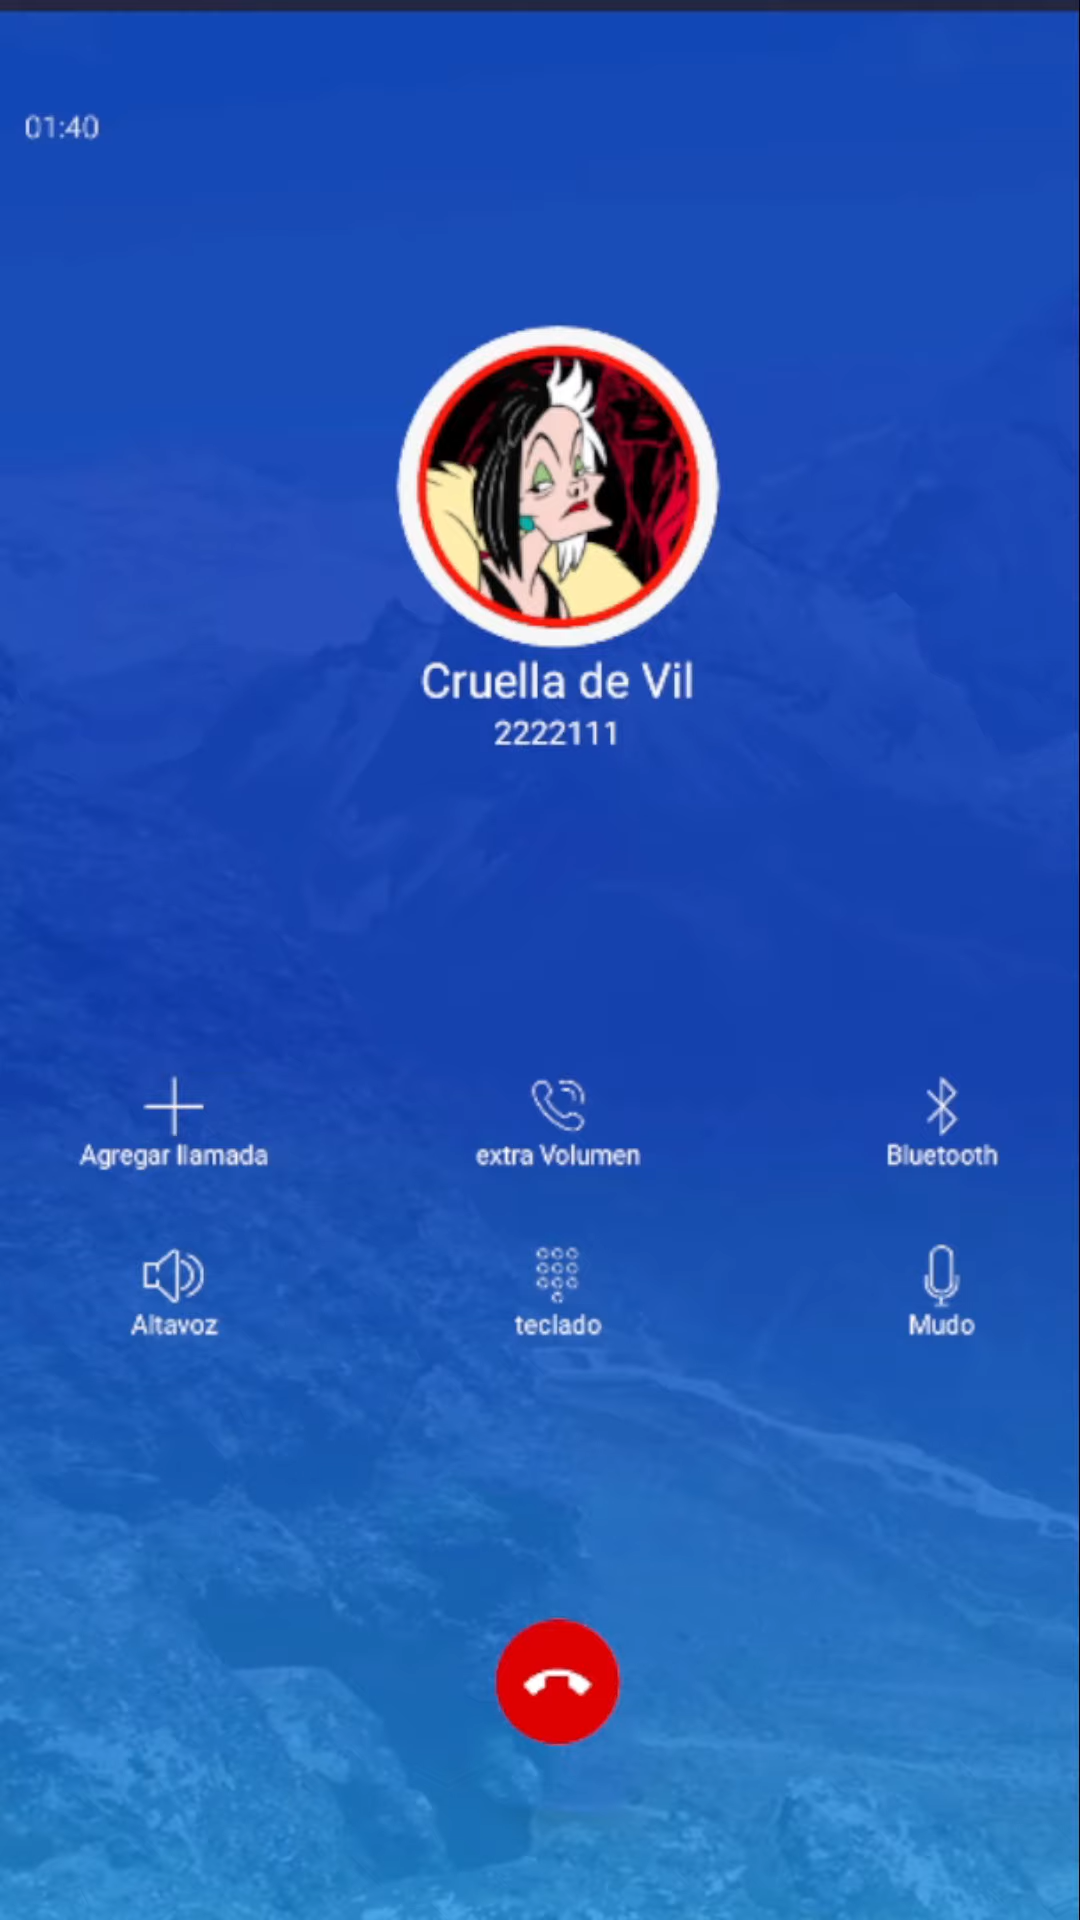 01:40
Cruella de Vil
2222111
Agregar llamada
extra Volumen
Bluetooth
Altavoz
teclado
Mudo